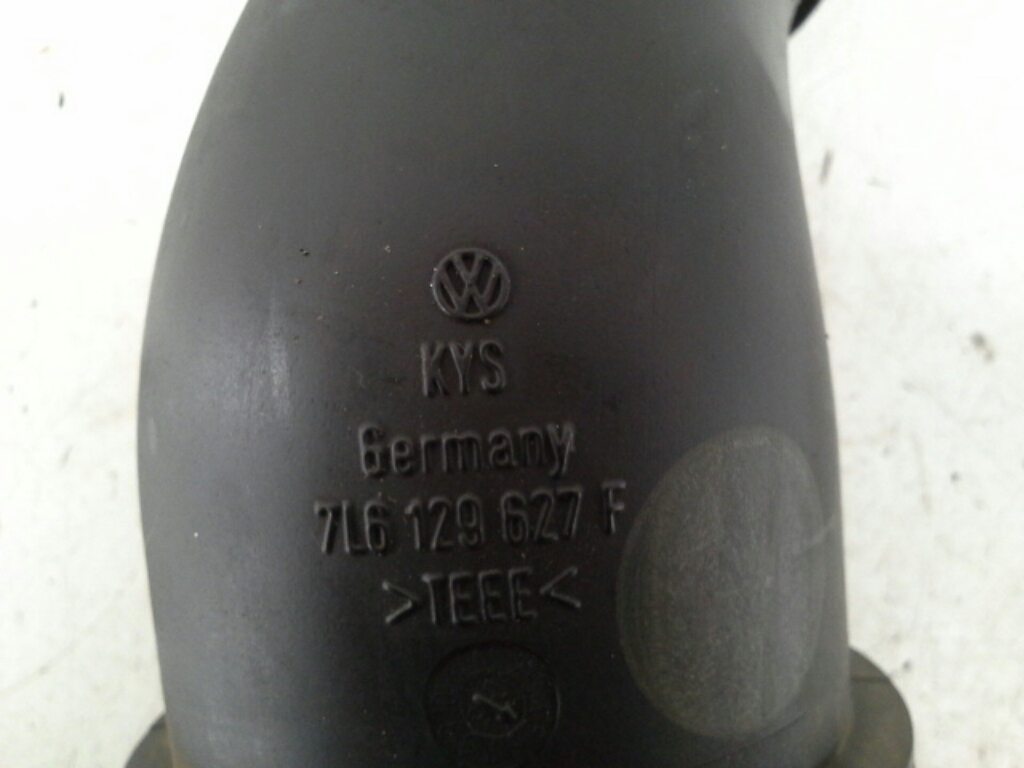 KYS
Germany
7L6 129 627 F
>TEEE<